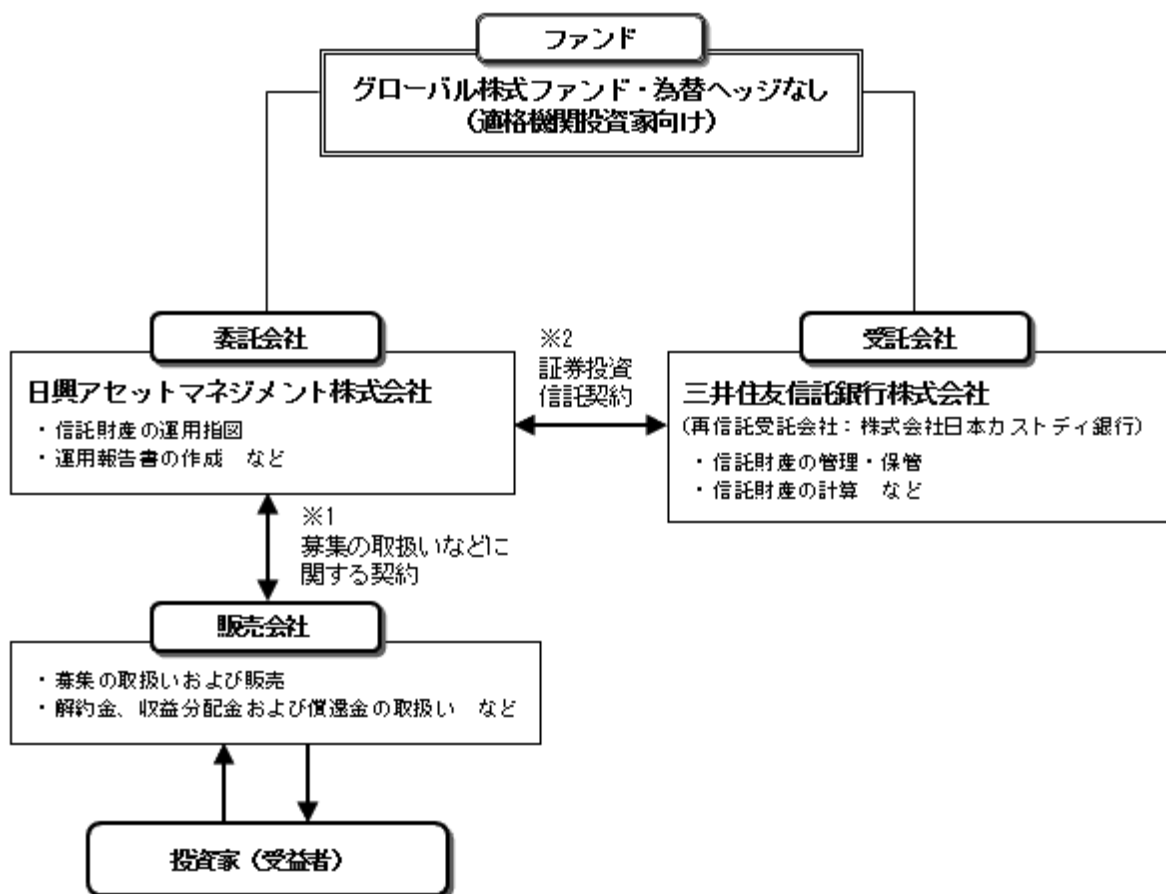 ファンド
グローバル株式ファンド・為替ヘッジなし
（適格機関投資家向け）
委託会社
日興アセットマネジメント株式会社
・信託財産の運用指図
・運用報告書の作成　など
※2
証券投資
信託契約
受託会社
三井住友信託銀行株式会社
(再信託受託会社：株式会社日本カストディ銀行)
・信託財産の管理・保管
・信託財産の計算　など
※1
募集の取扱いなどに
関する契約
販売会社
・募集の取扱いおよび販売
・解約金、収益分配金および償還金の取扱い　など
投資家（受益者）